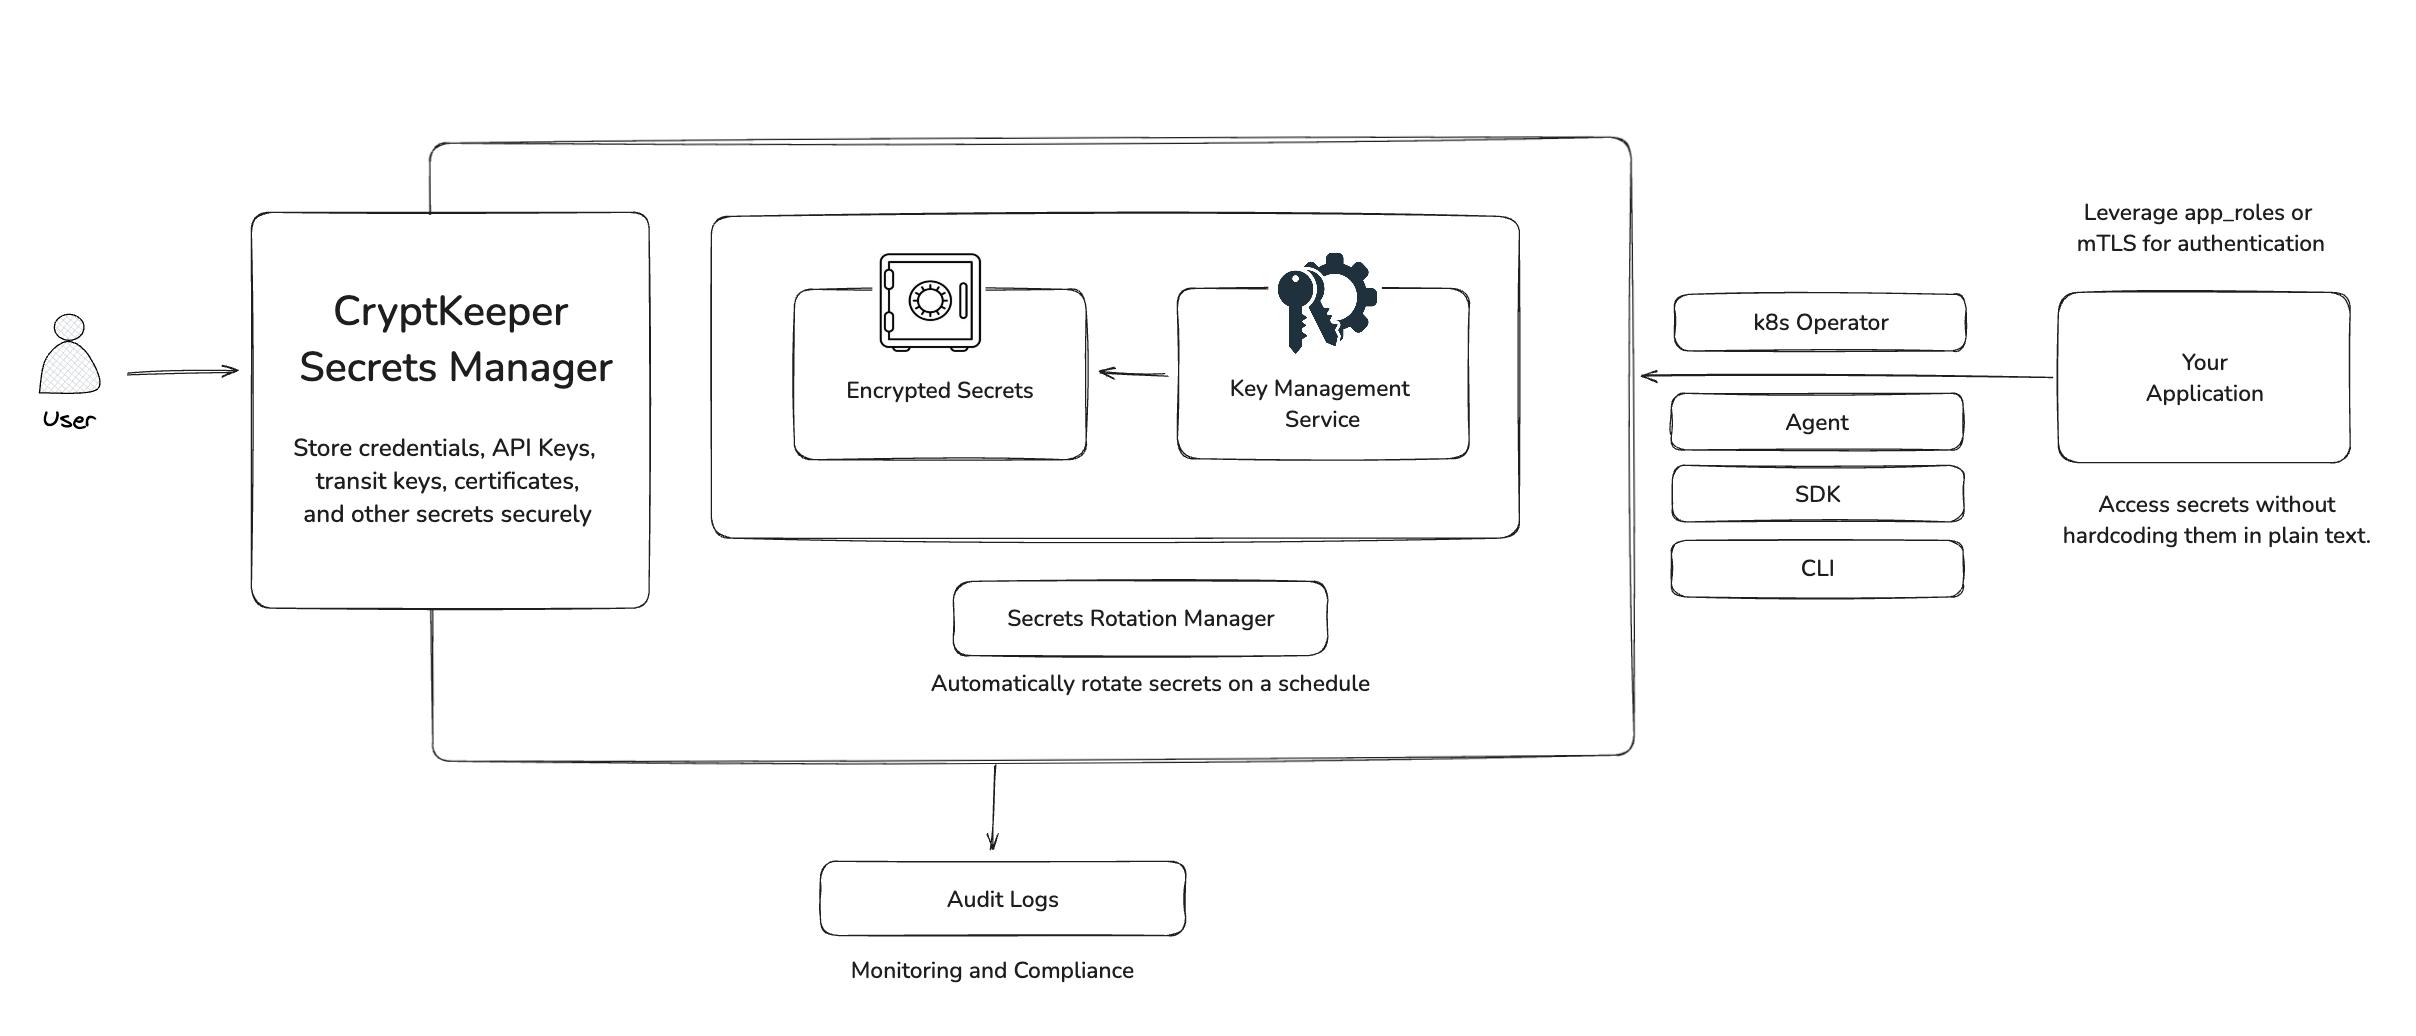 User
CryptKeeper
Secrets Manager
Store credentials, API Keys,
transit keys, certificates,
and other secrets securely
Encrypted Secrets
Key Management
Service
Secrets Rotation Manager
Automatically rotate secrets on a schedule
Audit Logs
Monitoring and Compliance
k8s Operator
Agent
SDK
CLI
Leverage app_roles or
mTLS for authentication
Your
Application
Access secrets without
hardcoding them in plain text.